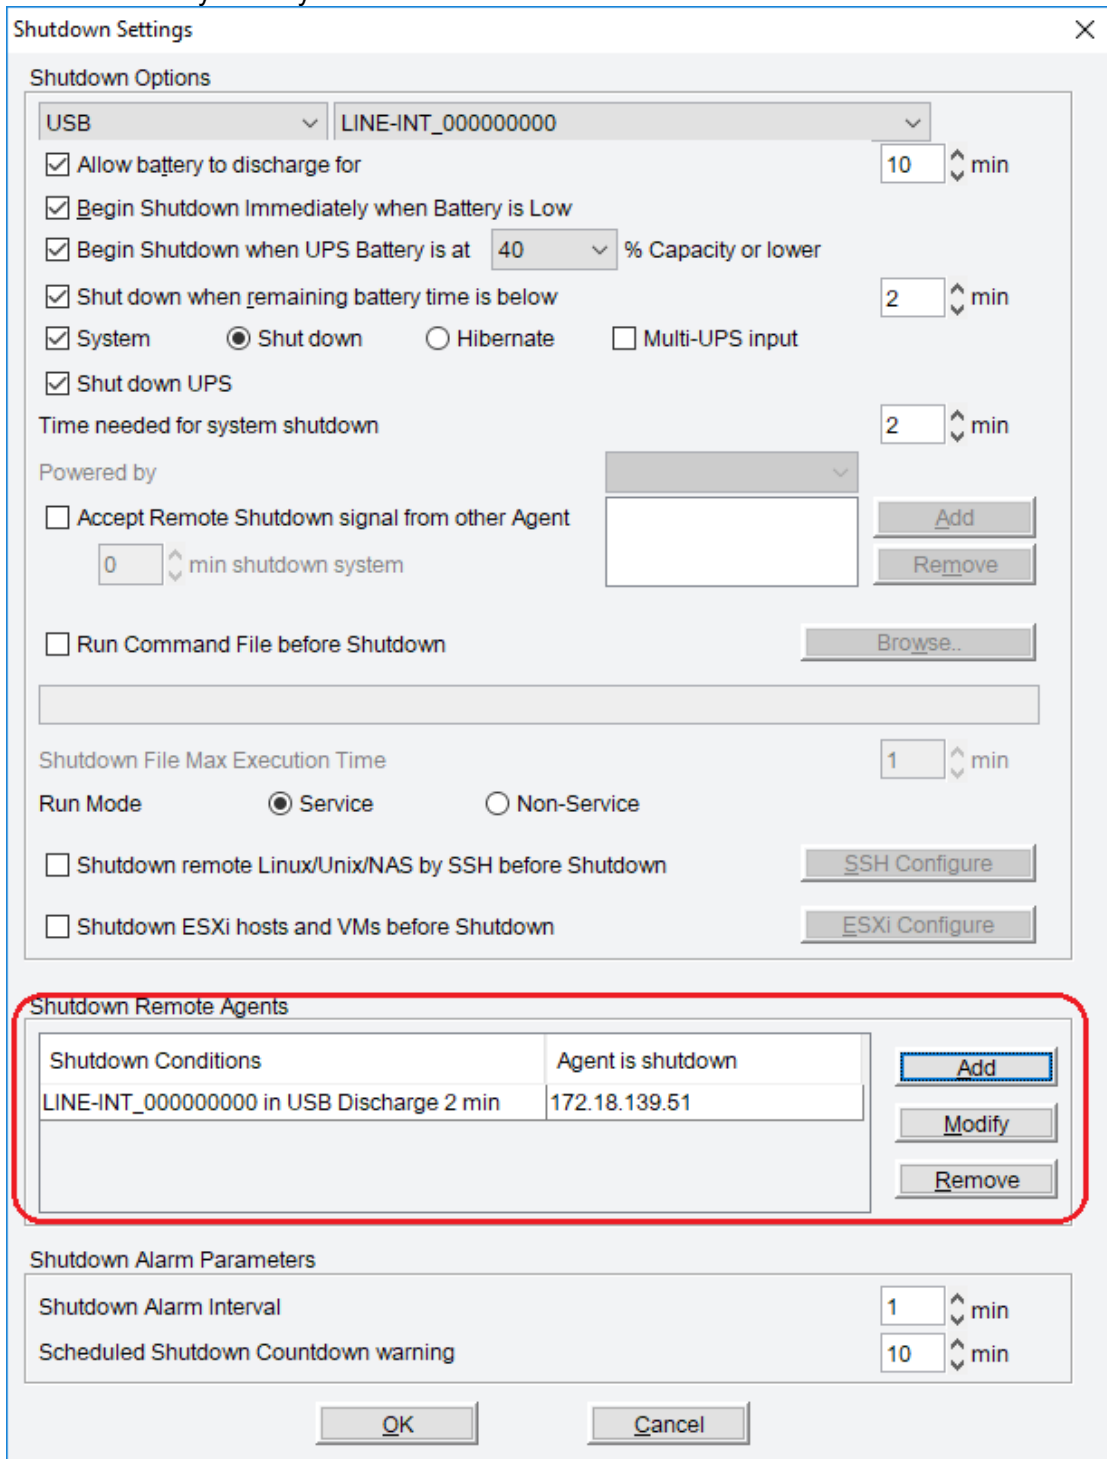 Shutdown Settings
Shutdown Options
USB LINE-INT_000000000
Allow battery to discharge for 10 min
Begin Shutdown Immediately when Battery is Low
Begin Shutdown when UPS Battery is at 40 % Capacity or lower
Shut down when remaining battery time is below 2 min
System Shut down Hibernate Multi-UPS input
Shut down UPS
Time needed for system shutdown 2 min
Powered by
Accept Remote Shutdown signal from other Agent Add
0 min shutdown system Remove
Run Command File before Shutdown Browse..
Shutdown File Max Execution Time 1 min
Run Mode Service Non-Service
Shutdown remote Linux/Unix/NAS by SSH before Shutdown SSH Configure
Shutdown ESXi hosts and VMs before Shutdown ESXi Configure
Shutdown Remote Agents
Shutdown Conditions Agent is shutdown Add
LINE-INT_000000000 in USB Discharge 2 min 172.18.139.51
Modify
Remove
Shutdown Alarm Parameters
Shutdown Alarm Interval 1 min
Scheduled Shutdown Countdown warning 10 min
OK Cancel